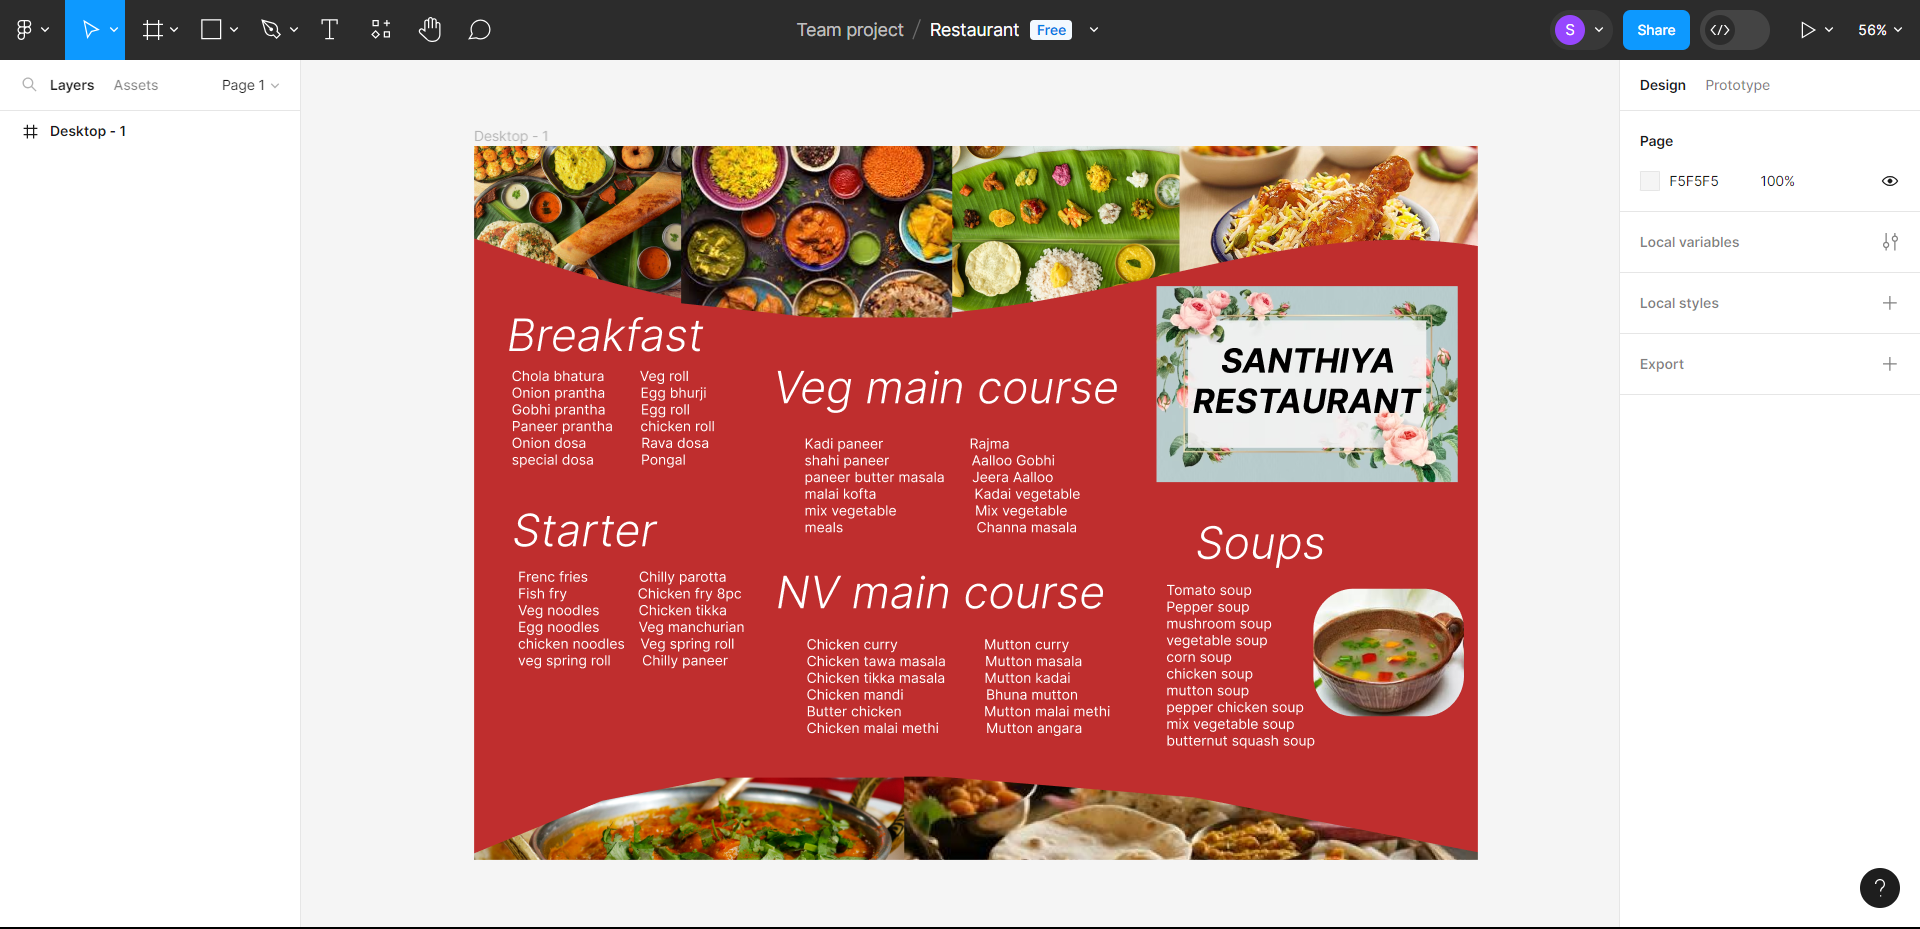 Team project / Restaurant Free
S
Share
56%
Layers Assets Page 1
Desktop - 1
Desktop - 1
Breakfast
Chola bhatura
Onion prantha
Gobhi prantha
Paneer prantha
Onion dosa
special dosa
Veg roll
Egg bhurji
Egg roll
chicken roll
Rava dosa
Pongal
Starter
Frenc fries
Fish fry
Veg noodles
Egg noodles
chicken noodles
veg spring roll
Chilly parotta
Chicken fry 8pc
Chicken tikka
Veg manchurian
Veg spring roll
Chilly paneer
Veg main course
Kadi paneer
shahi paneer
paneer butter masala
malai kofta
mix vegetable
meals
Rajma
Aalloo Gobhi
Jeera Aalloo
Kadai vegetable
Mix vegetable
Channa masala
NV main course
Chicken curry
Chicken tawa masala
Chicken tikka masala
Chicken mandi
Butter chicken
Chicken malai methi
Mutton curry
Mutton masala
Mutton kadai
Bhuna mutton
Mutton malai methi
Mutton angara
SANTHIYA
RESTAURANT
Soups
Tomato soup
Pepper soup
mushroom soup
vegetable soup
corn soup
chicken soup
mutton soup
pepper chicken soup
mix vegetable soup
butternut squash soup
Design Prototype
Page
F5F5F5 100%
Local variables
Local styles
Export
?